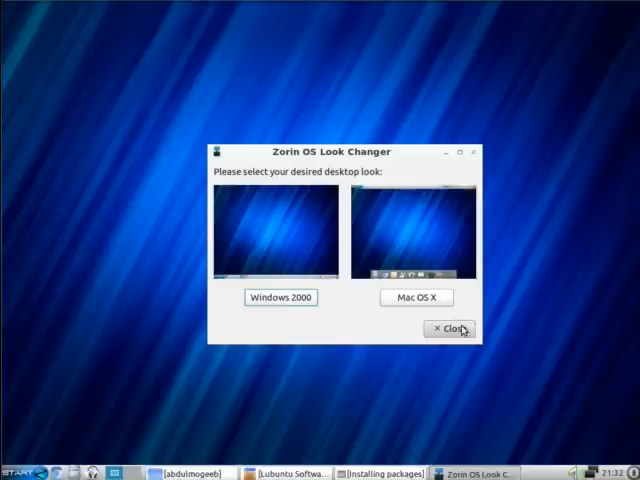 Zorin OS Look Changer
Please select your desired desktop look:
Windows 2000
Mac OS X
Close
START
[abdulmogeeb]
[Lubuntu Softwa...
[Installing packages]
Zorin OS Look C...
21:32